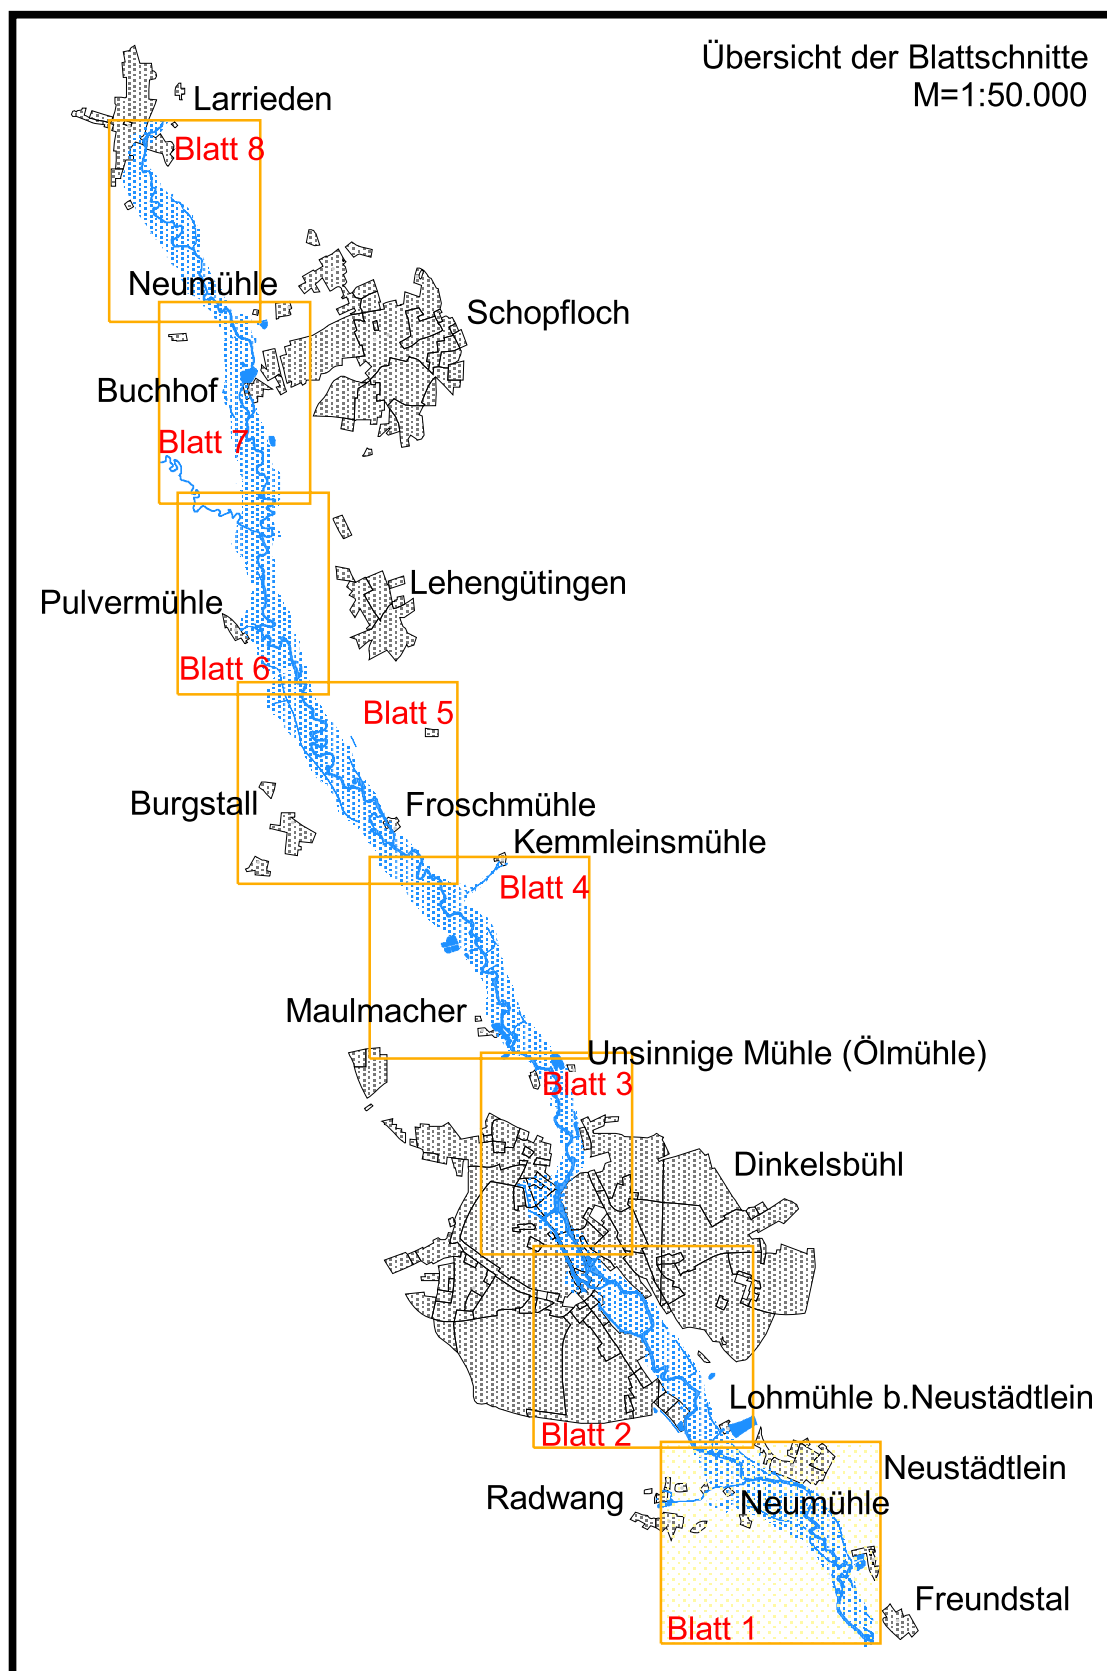 Übersicht der Blattschnitte
M=1:50.000
Larrieden
Blatt 8
Neumühle
Schopfloch
Buchhof
Blatt 7
Lehengütingen
Pulvermühle
Blatt 6
Blatt 5
Burgstall
Froschmühle
Kemmleinsmühle
Blatt 4
Maulmacher
Unsinnige Mühle (Ölmühle)
Blatt 3
Dinkelsbühl
Lohmühle b.Neustädtlein
Blatt 2
Neustädtlein
Radwang
Neumühle
Freundstal
Blatt 1